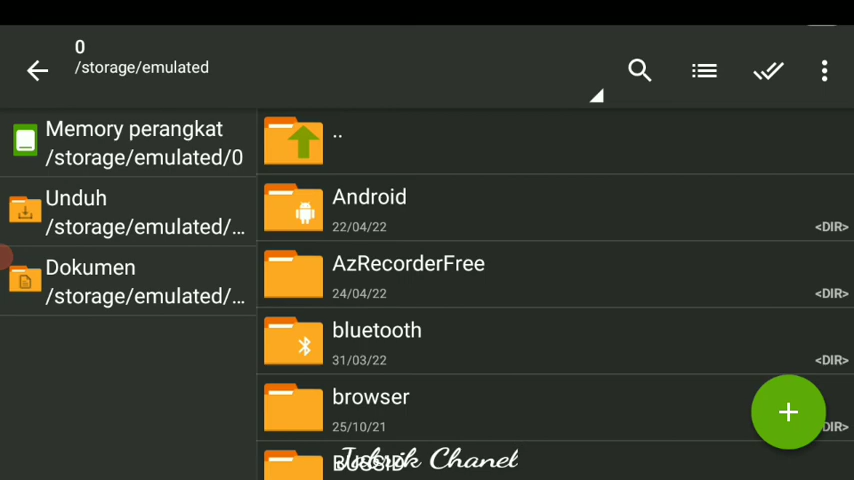 0
/storage/emulated
Memory perangkat
/storage/emulated/0
Unduh
/storage/emulated/...
Dokumen
/storage/emulated/...
..
Android
22/04/22
<DIR>
AzRecorderFree
24/04/22
<DIR>
bluetooth
31/03/22
<DIR>
browser
25/10/21
DIR>
BUSSID
Chanel